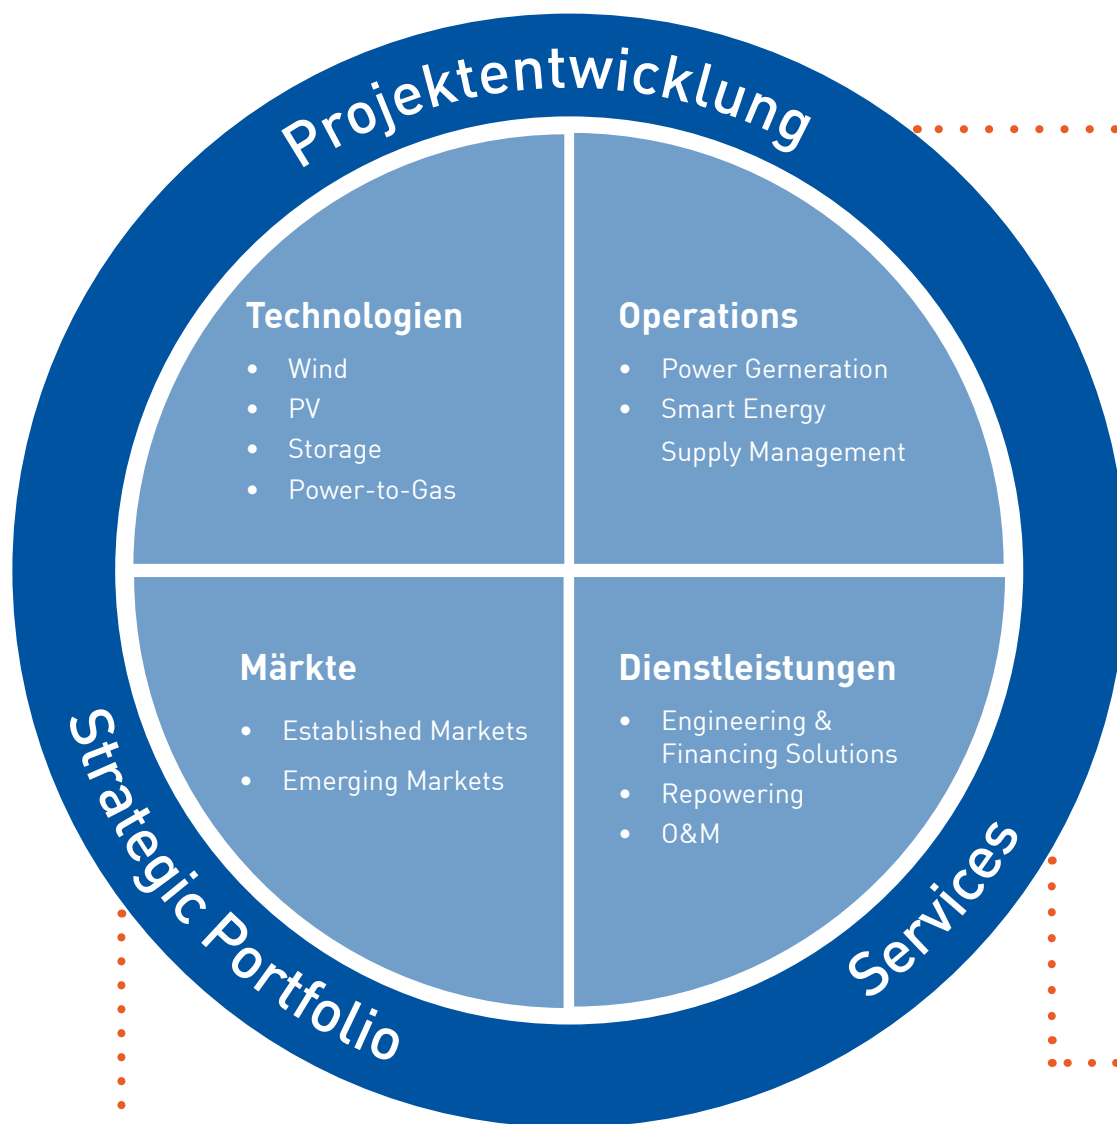 Projektentwicklung
Technologien
• Wind
• PV
• Storage
• Power-to-Gas
Operations
• Power Gerneration
• Smart Energy
Supply Management
Märkte
• Established Markets
• Emerging Markets
Dienstleistungen
• Engineering &
Financing Solutions
• Repowering
• O&M
Strategic Portfolio
Services